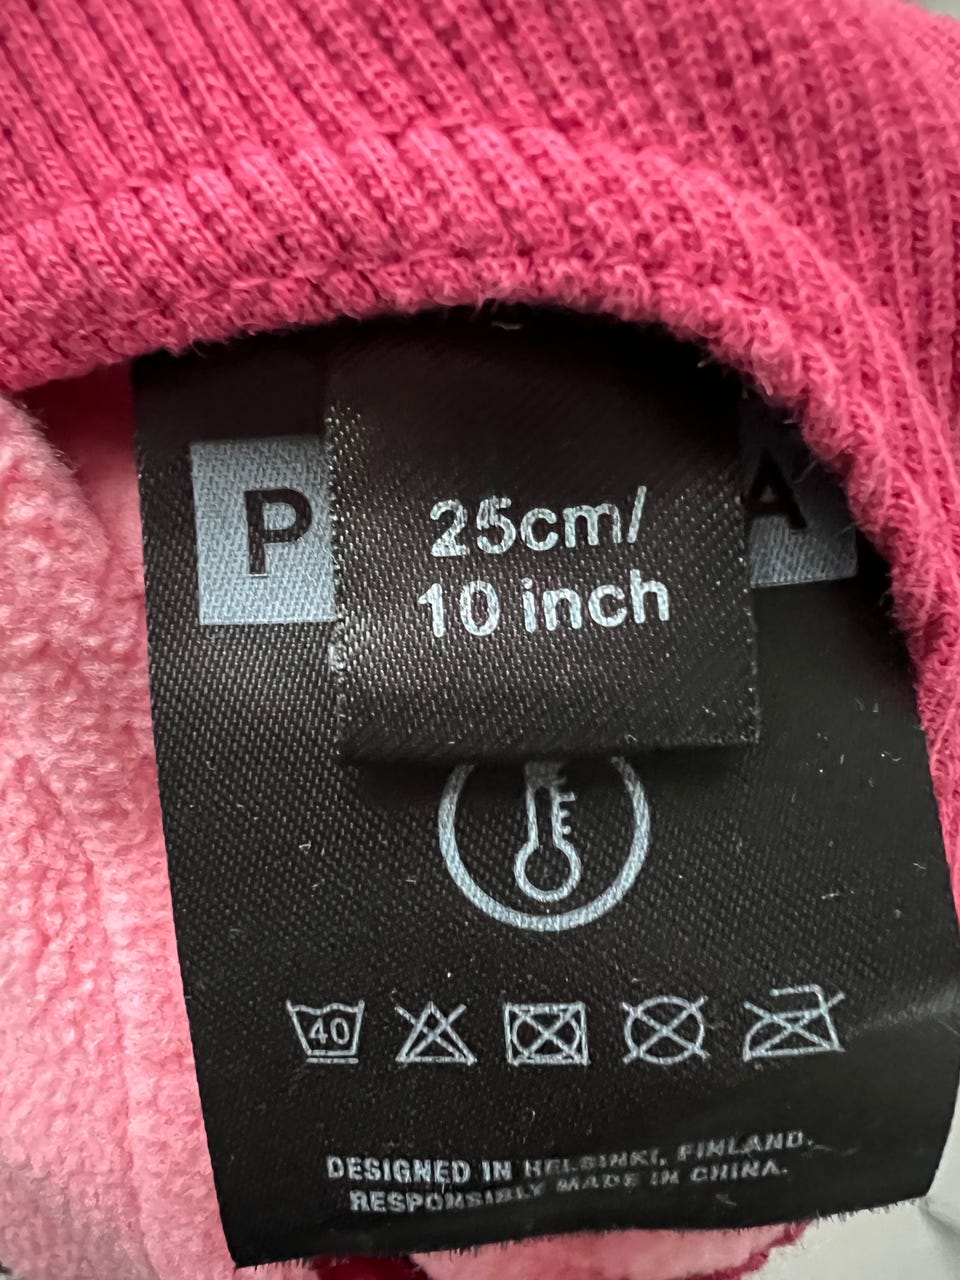 P A
25cm/
10 inch
40
DESIGNED IN HELSINKI, FINLAND.
RESPONSIBLY MADE IN CHINA.